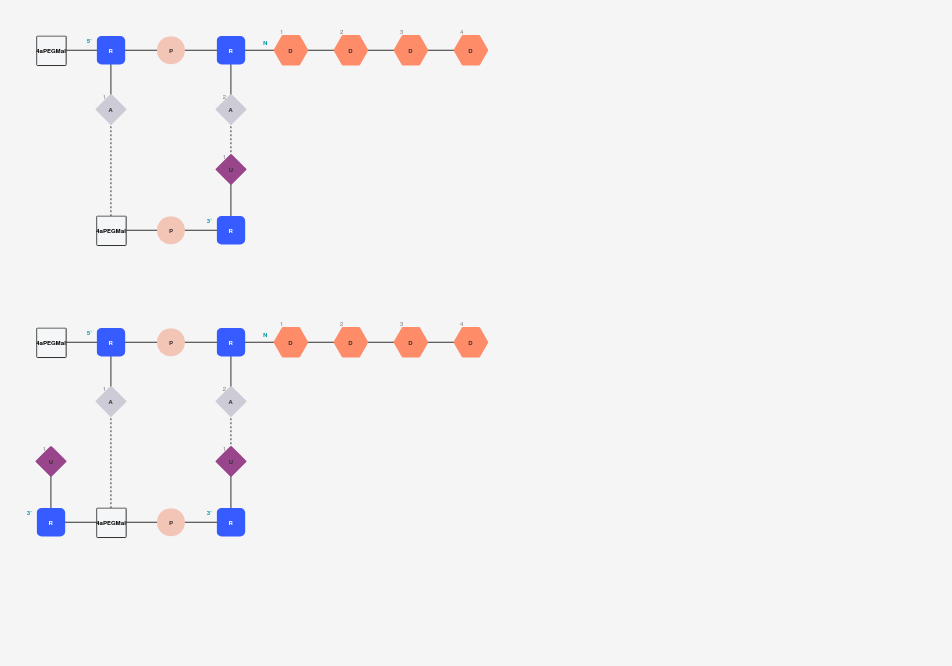 1 2 3 4
5' N
4aPEGMal R P R D D D D
1 2
A A
1
U
3'
4aPEGMal P R
1 2 3 4
5' N
4aPEGMal R P R D D D D
1 2
A A
1 1
U U
3' 3'
R 4aPEGMal P R